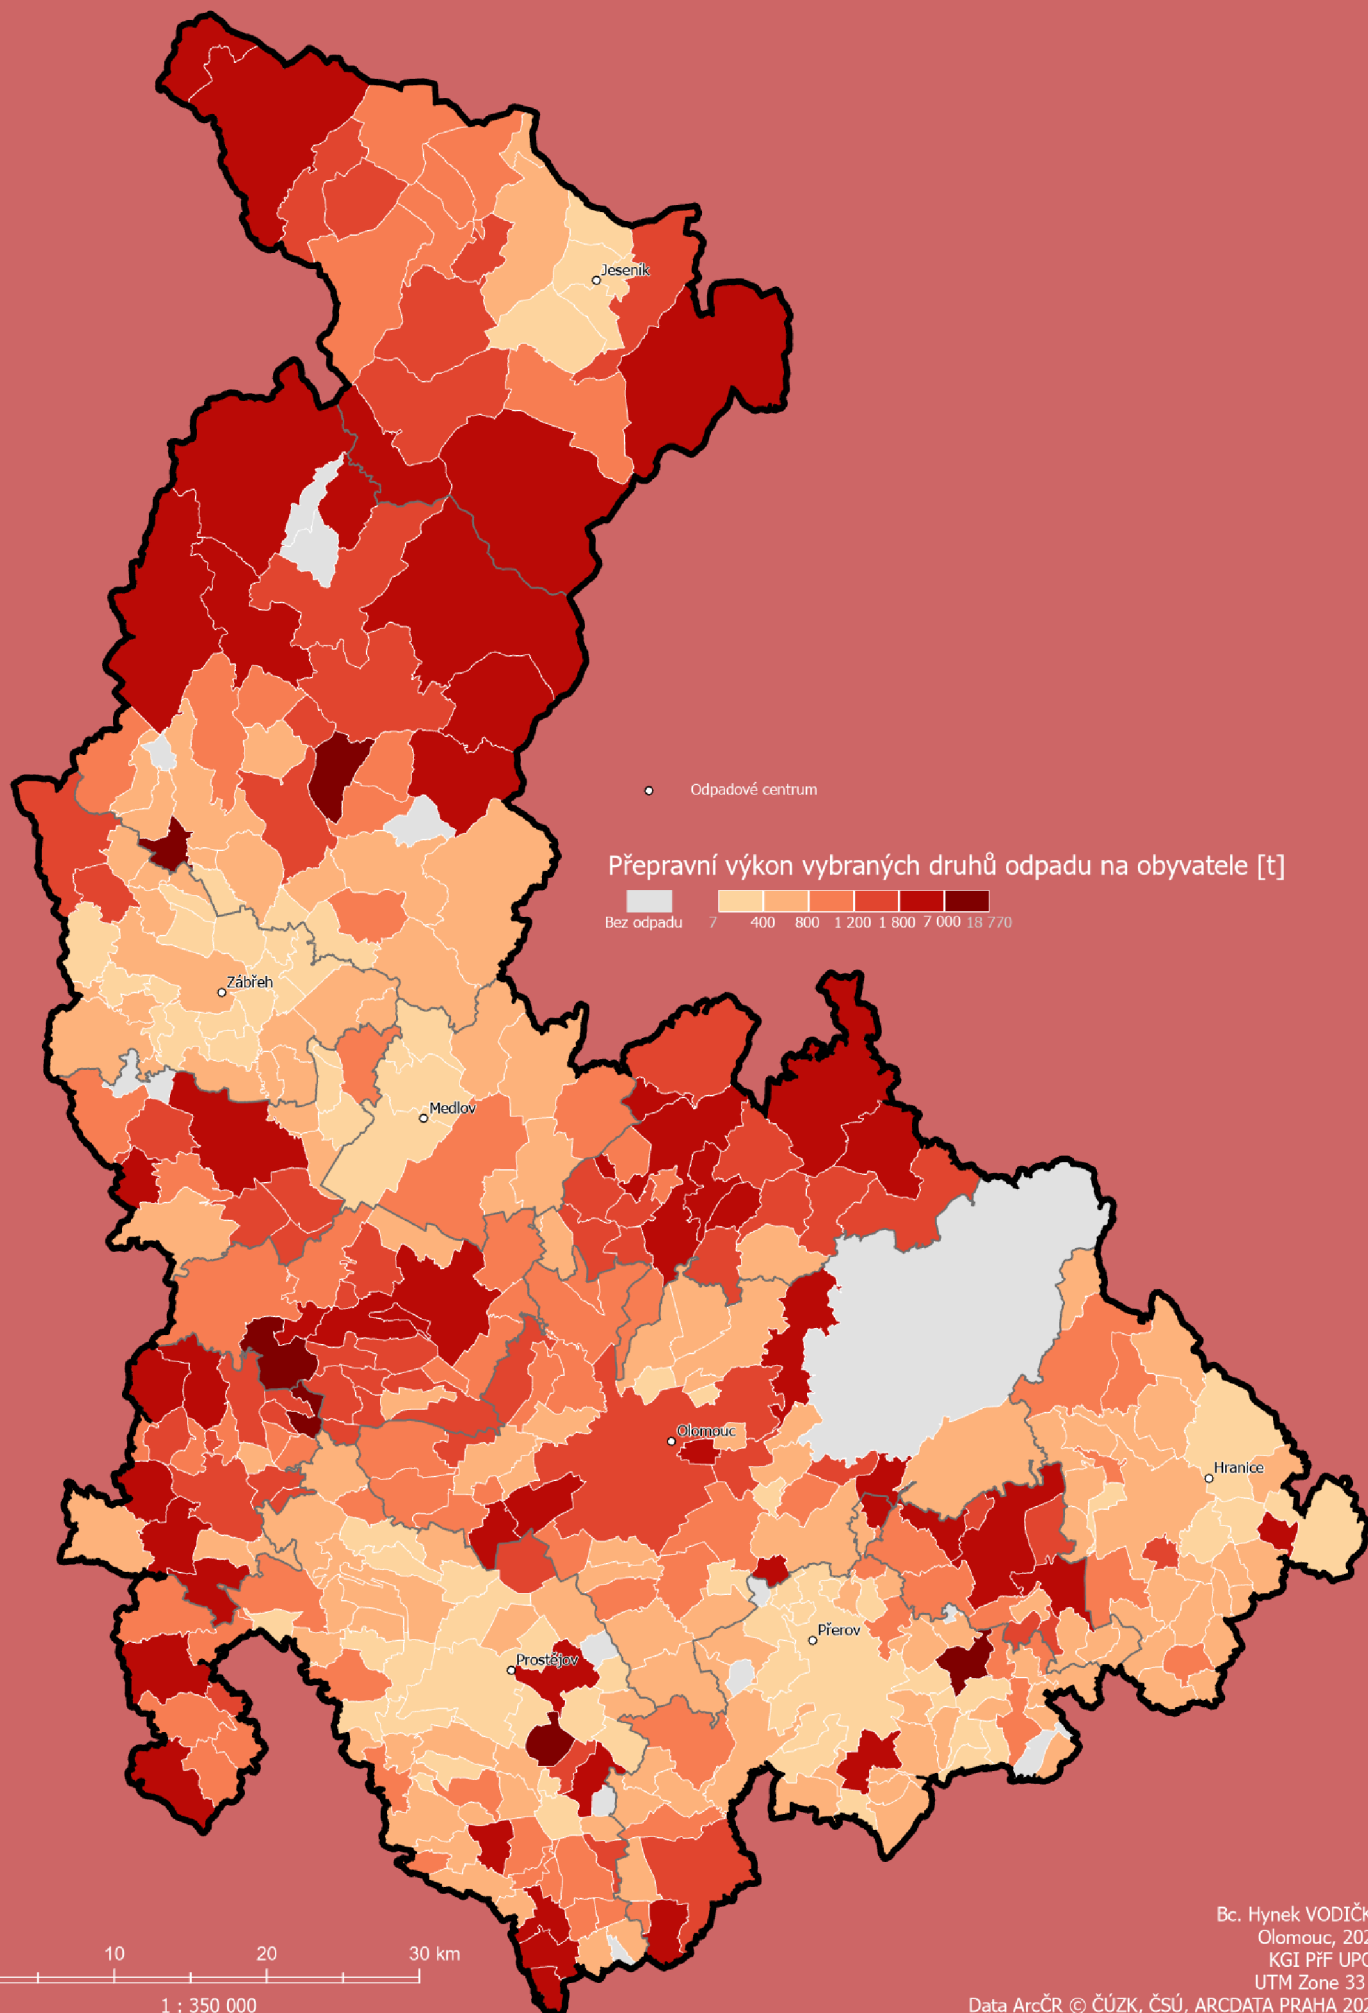 Jeseník
Odpadové centrum
Přepravní výkon vybraných druhů odpadu na obyvatele [t]
Bez odpadu 7 400 800 1 200 1 800 7 000 18 770
Zábřeh
Medlov
Olomouc
Hranice
Přerov
Prostějov
Bc. Hynek
Olomouc,
10 20 30 km
KGI PřF
UTM Zone 33
1 : 350 000
Data ArcČR © ČÚZK, ČSÚ, ARCDATA PRAHA